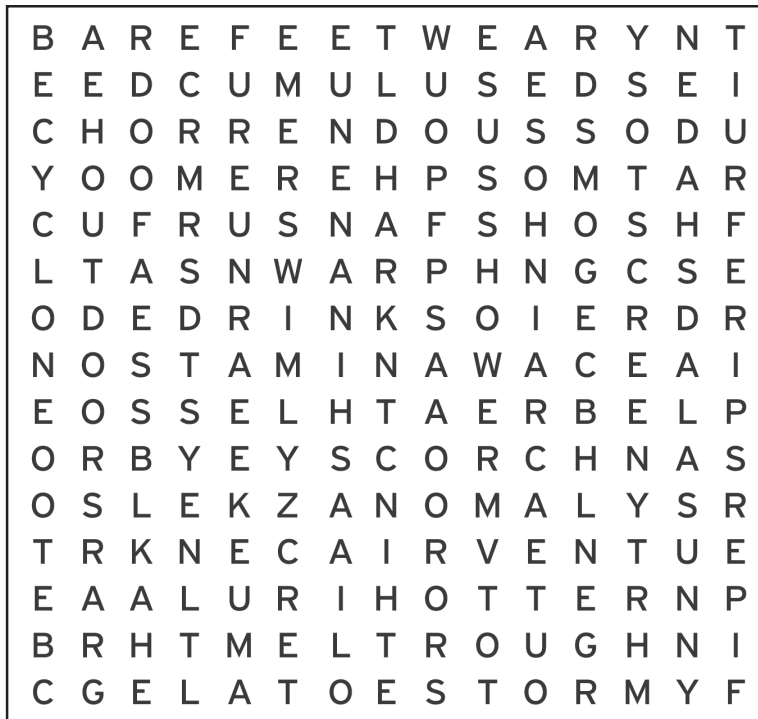 B A R E F E E T W E A R Y N T
E E D C U M U L U S E D S E I
C H O R R E N D O U S S O D U
Y O O M E R E H P S O M T A R
C U F R U S N A F S H O S H F
L T A S N W A R P H N G C S E
O D E D R I N K S O I E R D R
N O S T A M I N A W A C E A I
E O S S E L H T A E R B E L P
O R B Y E Y S C O R C H N A S
O S L E K Z A N O M A L Y S R
T R K N E C A I R V E N T U E
E A A L U R I H O T T E R N P
B R H T M E L T R O U G H N I
C G E L A T O E S T O R M Y F